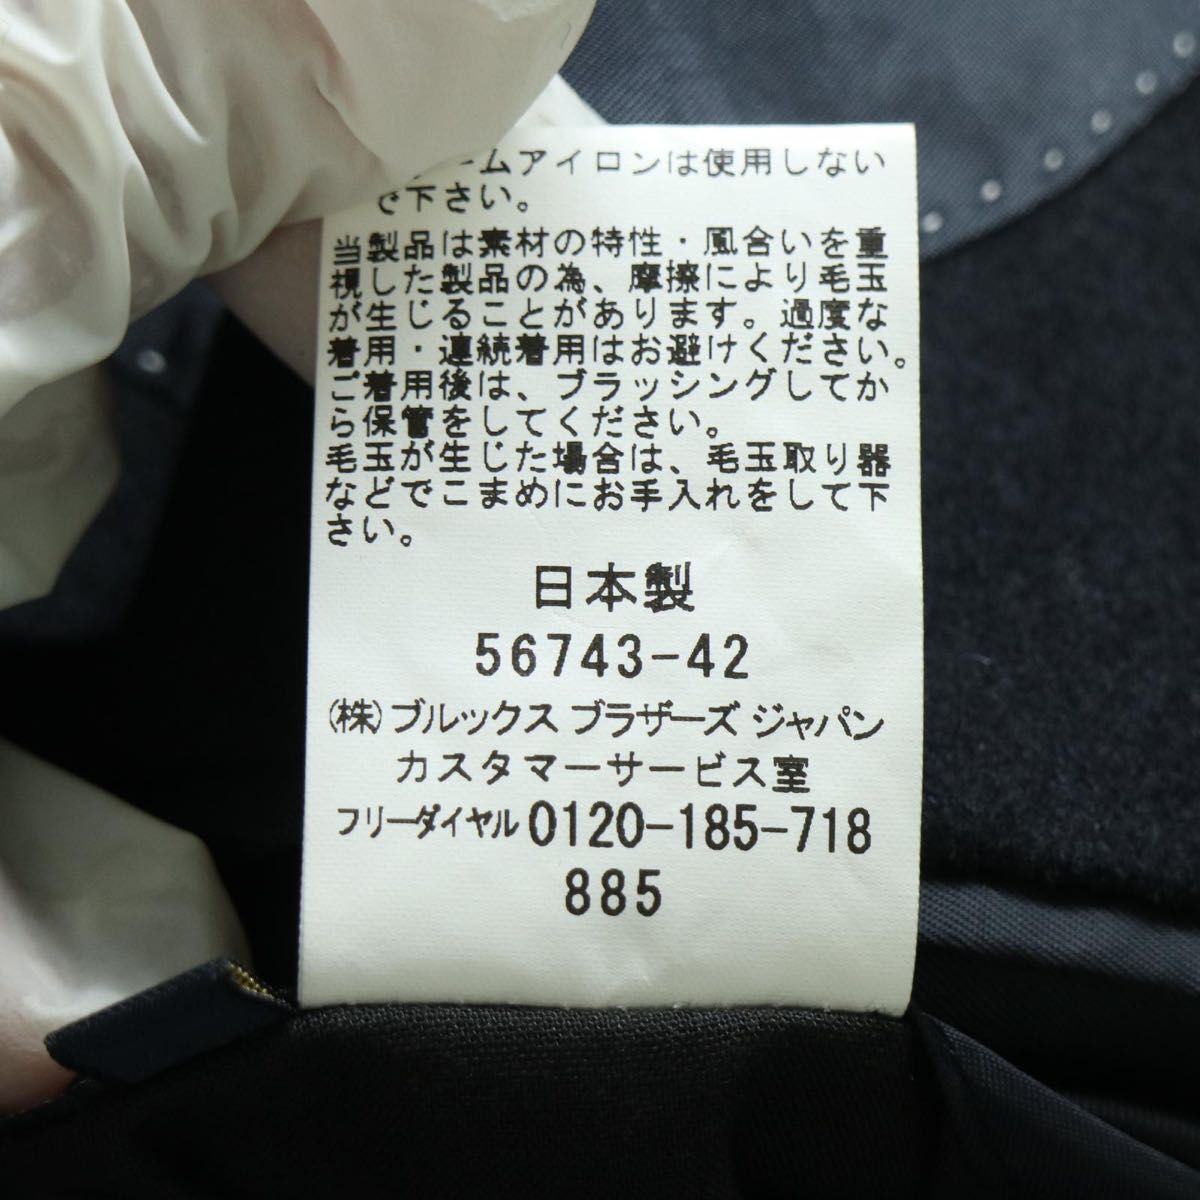 ームアイロンは使用しない
で下さい。
当製品は素材の特性・風合いを重
視した製品の為、摩擦により毛玉
が生じることがあります。過度な
着用・連続着用はお避けください。
ご着用後は、ブラッシングしてか
ら保管をしてください。
毛玉が生じた場合は、毛玉取り器
などでこまめにお手入れをして下
さい。
日本製
56743-42
(株)ブルックス ブラザーズ ジャパン
カスタマーサービス室
フリーダイヤル0120-185-718
885